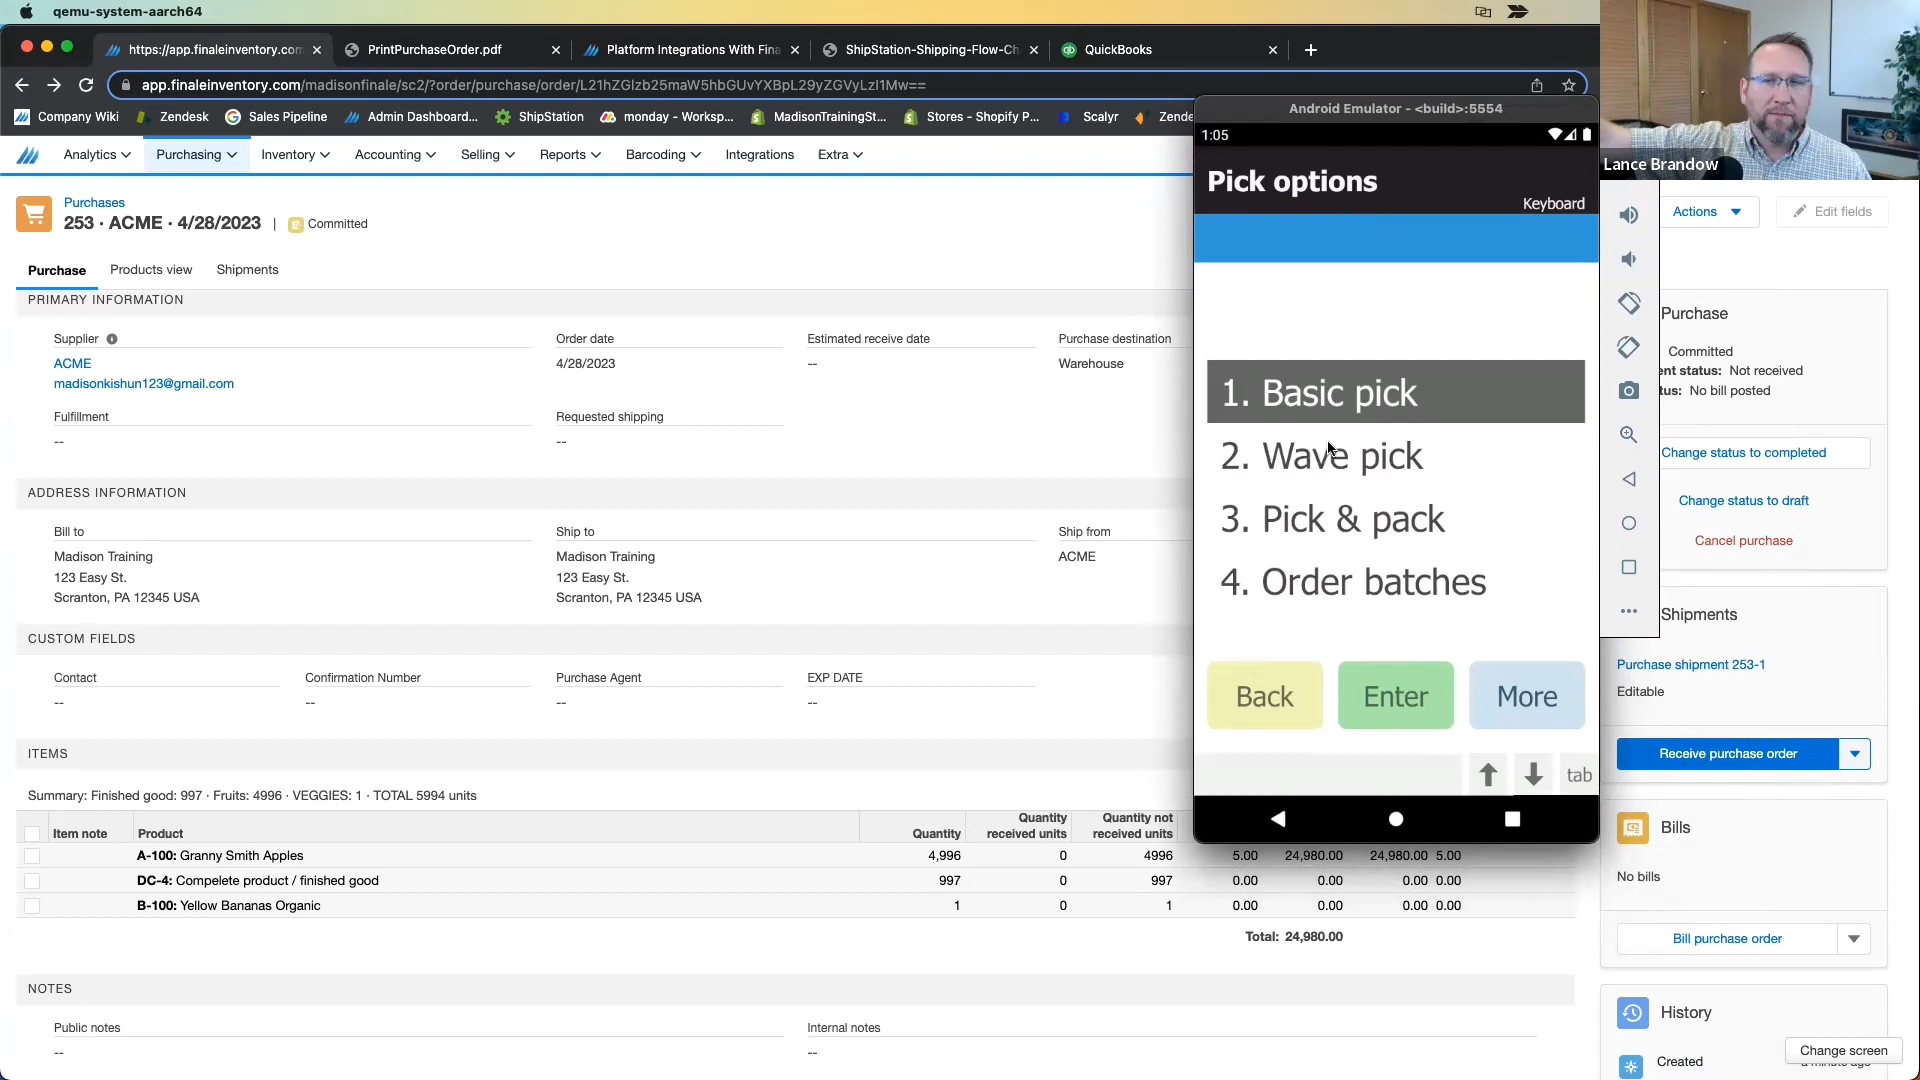 qemu-system-aarch64
https://app.finaleinventory.con
PrintPurchaseOrder.pdf
Platform Integrations With Fina
ShipStation-Shipping-Flow-Ch
QuickBooks
app.finaleinventory.com/madisonfinale/sc2/?order/purchase/order/L21hZGlzb25maW5hbGUvYXBpL29yZGVyLzI1Mw==
Company Wiki
Zendesk
Sales Pipeline
Admin Dashboard...
ShipStation
monday - Worksp...
MadisonTrainingSt...
Stores - Shopify P...
Scalyr
Zende
Analytics
Purchasing
Inventory
Accounting
Selling
Reports
Barcoding
Integrations
Extra
Purchases
253 · ACME · 4/28/2023 | Committed
Actions
Edit fields
Purchase
Products view
Shipments
PRIMARY INFORMATION
Supplier
Order date
Estimated receive date
Purchase destination
ACME
4/28/2023
--
Warehouse
madisonkishun123@gmail.com
Fulfillment
Requested shipping
--
--
ADDRESS INFORMATION
Bill to
Ship to
Ship from
Madison Training
Madison Training
ACME
123 Easy St.
123 Easy St.
Scranton, PA 12345 USA
Scranton, PA 12345 USA
CUSTOM FIELDS
Contact
Confirmation Number
Purchase Agent
EXP DATE
--
--
--
--
ITEMS
Summary: Finished good: 997 · Fruits: 4996 · VEGGIES: 1 · TOTAL 5994 units
Item note
Product
Quantity
Quantity received units
Quantity not received units
A-100: Granny Smith Apples 4,996 0 4996 5.00 24,980.00 24,980.00 5.00
DC-4: Compelete product / finished good 997 0 997 0.00 0.00 0.00 0.00
B-100: Yellow Bananas Organic 1 0 1 0.00 0.00 0.00 0.00
Total: 24,980.00
NOTES
Public notes
Internal notes
--
--
Android Emulator - <build>:5554
1:05
Pick options
Keyboard
1. Basic pick
2. Wave pick
3. Pick & pack
4. Order batches
Back
Enter
More
tab
Lance Brandow
Purchase
Committed
ent status: Not received
tus: No bill posted
Change status to completed
Change status to draft
Cancel purchase
Shipments
Purchase shipment 253-1
Editable
Receive purchase order
Bills
No bills
Bill purchase order
History
Created
Change screen